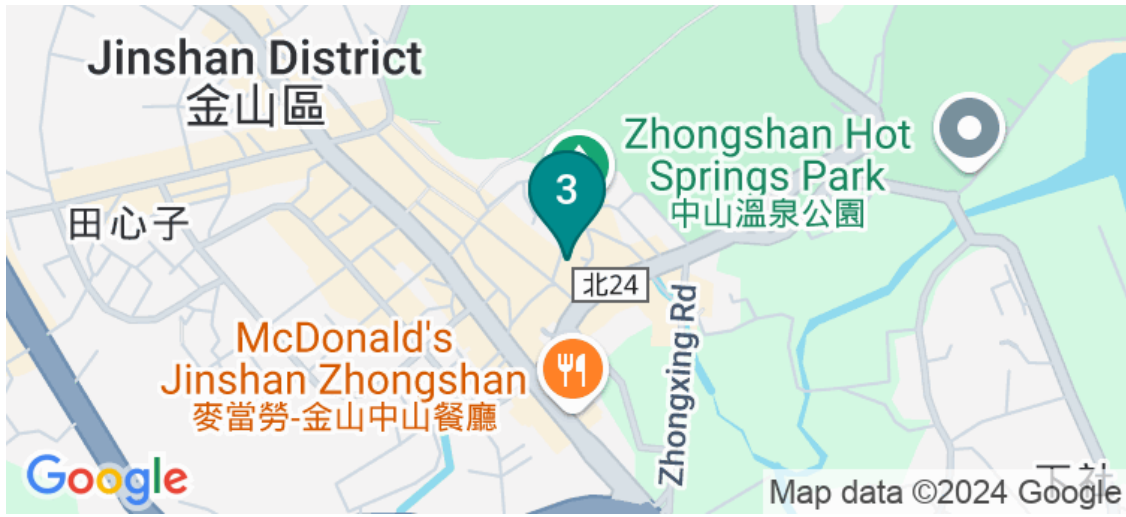 Jinshan District
金山區
Zhongshan Hot
Springs Park
中山溫泉公園
3
田心子
北24
Zhongxing Rd
McDonald's
Jinshan Zhongshan
麥當勞-金山中山餐廳
下社
Google
Map data ©2024 Google